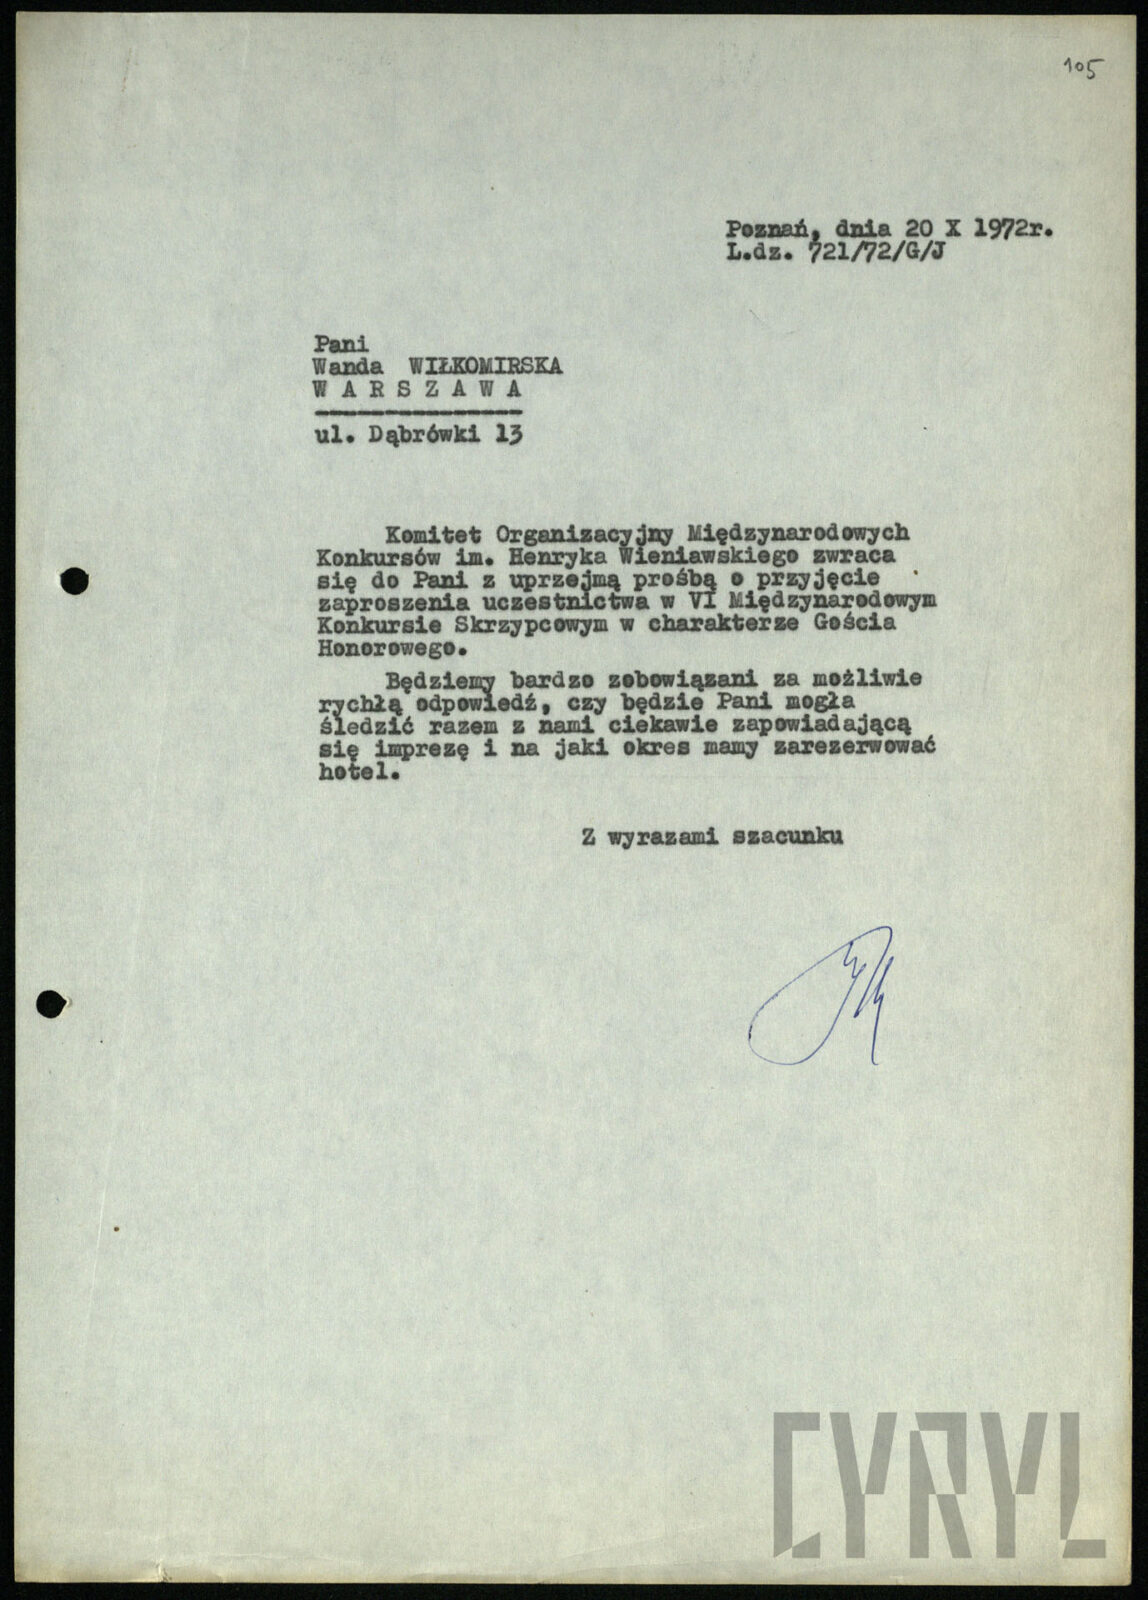 105
Poznań, dnia 20 X 1972r.
L.dz. 721/72/G/J
Pani
Wanda WIŁKOMIRSKA
W A R S Z A W A
ul. Dąbrówki 13
Komitet Organizacyjny Międzynarodowych
Konkursów im. Henryka Wieniawskiego zwraca
się do Pani z uprzejmą prośbą o przyjęcie
zaproszenia uczestnictwa w VI Międzynarodowym
Konkursie Skrzypcowym w charakterze Gościa
Honorowego.
Będziemy bardzo zobowiązani za możliwie
rychłą odpowiedź, czy będzie Pani mogła
śledzić razem z nami ciekawie zapowiadającą
się imprezę i na jaki okres mamy zarezerwować
hotel.
Z wyrazami szacunku
CYRYL